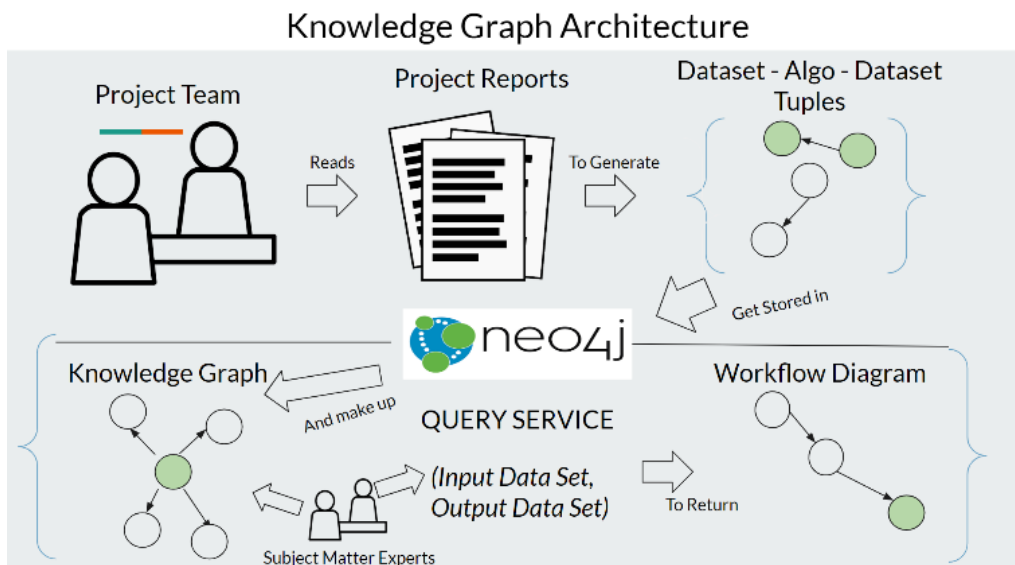 Knowledge Graph Architecture
Project Team
Project Reports
Dataset - Algo - Dataset
Tuples
Reads
To Generate
Get Stored in
neo4j
Knowledge Graph
And make up
Workflow Diagram
QUERY SERVICE
(Input Data Set,
Output Data Set)
To Return
Subject Matter Experts